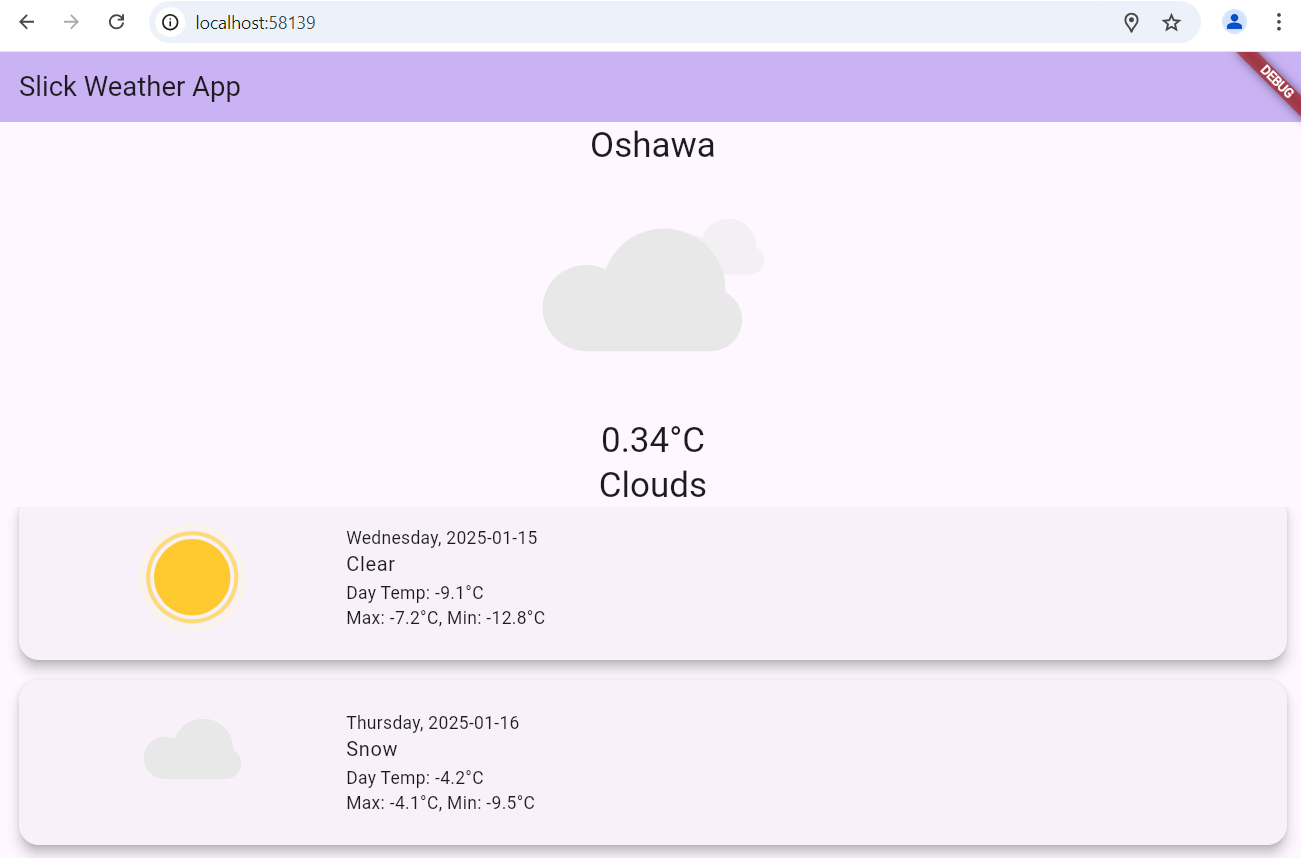 localhost:58139
Slick Weather App
DEBUG
Oshawa
0.34°C
Clouds
Wednesday, 2025-01-15
Clear
Day Temp: -9.1°C
Max: -7.2°C, Min: -12.8°C
Thursday, 2025-01-16
Snow
Day Temp: -4.2°C
Max: -4.1°C, Min: -9.5°C